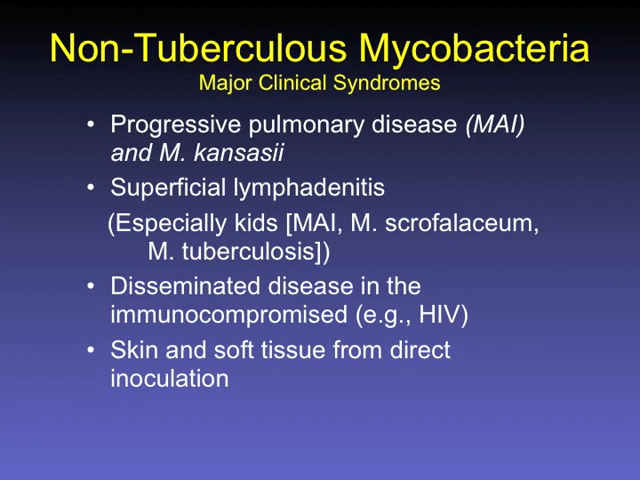 Non-Tuberculous Mycobacteria
Major Clinical Syndromes
• Progressive pulmonary disease (MAI)
and M. kansasii
• Superficial lymphadenitis
(Especially kids [MAI, M. scrofalaceum,
M. tuberculosis])
• Disseminated disease in the
immunocompromised (e.g., HIV)
• Skin and soft tissue from direct
inoculation